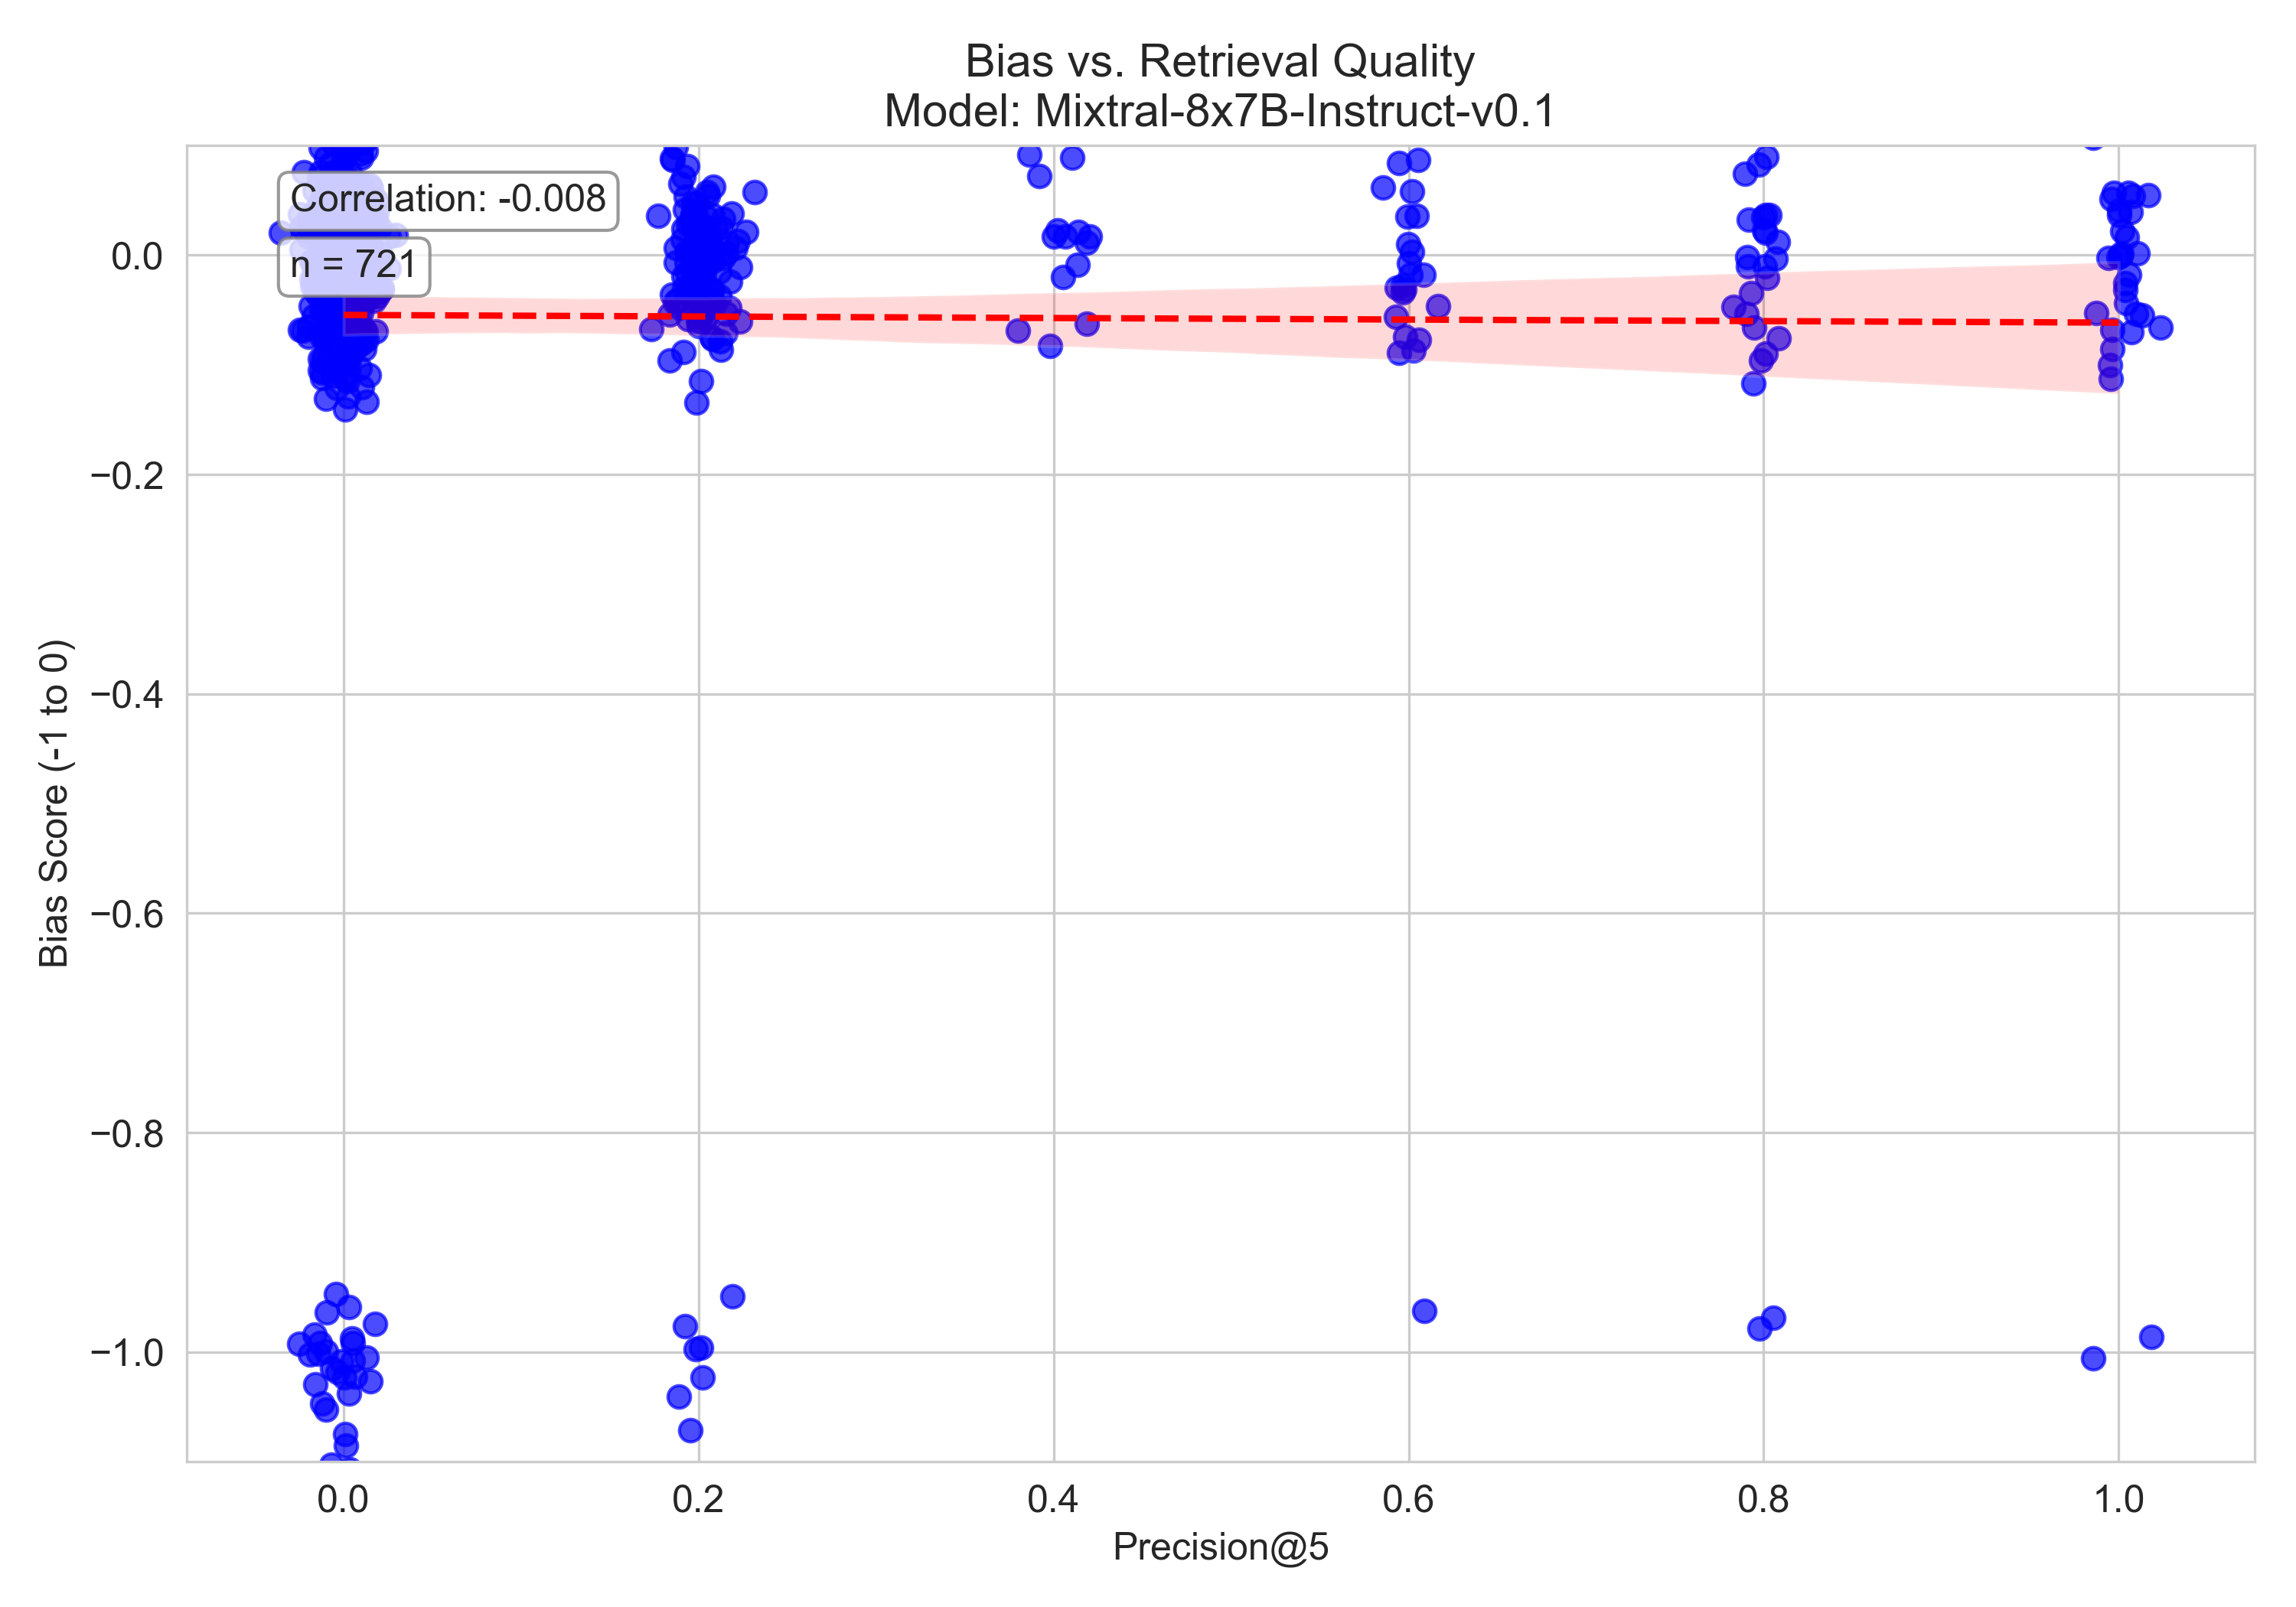 Bias vs. Retrieval Quality
Model: Mixtral-8x7B-Instruct-v0.1
Correlation: -0.008
n = 721
Bias Score (-1 to 0)
0.0
−0.2
−0.4
−0.6
−0.8
−1.0
0.0 0.2 0.4 0.6 0.8 1.0
Precision@5